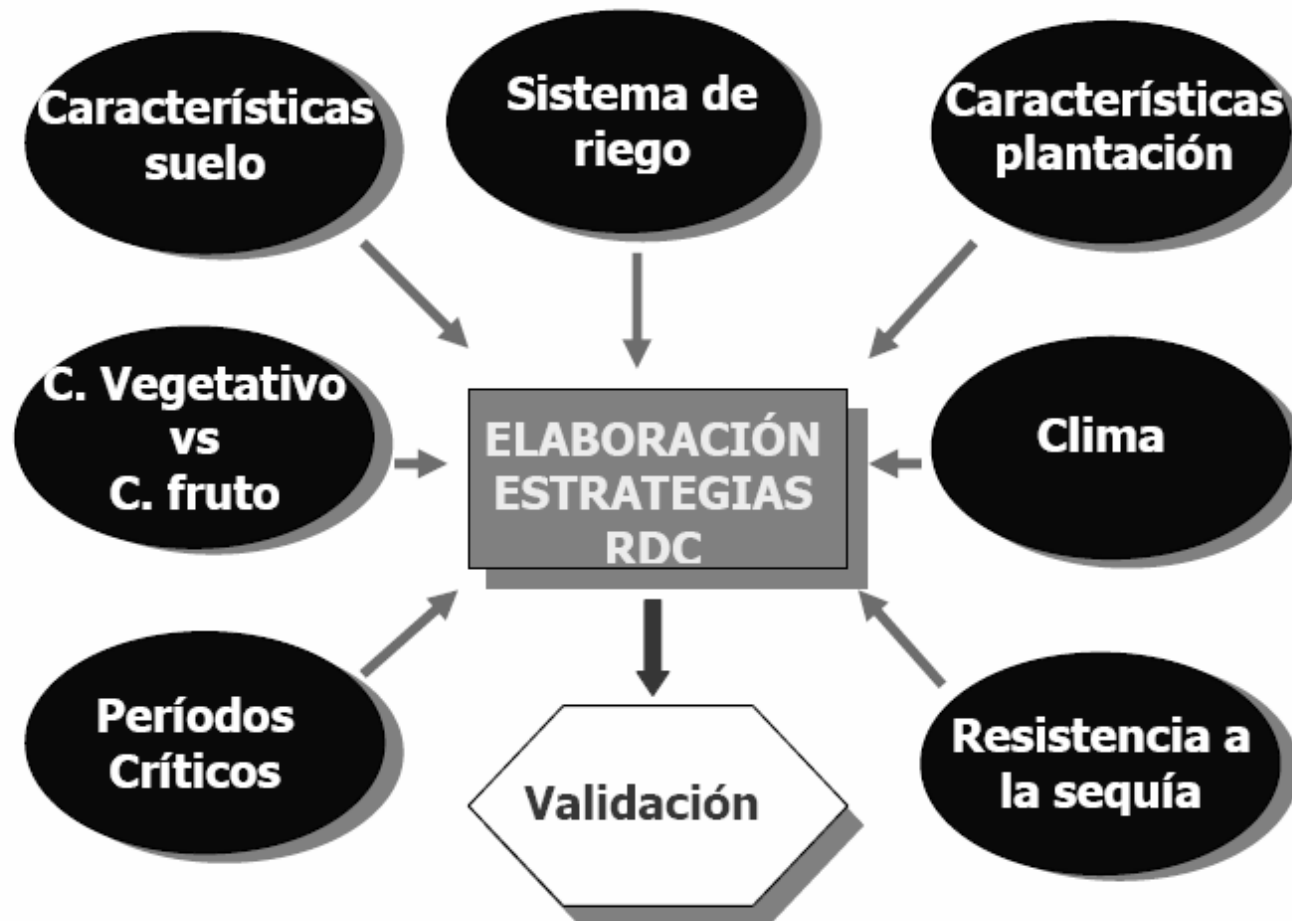 Características
suelo
Sistema de
riego
Características
plantación
C. Vegetativo
vs
C. fruto
ELABORACIÓN
ESTRATEGIAS
RDC
Clima
Períodos
Críticos
Validación
Resistencia a
la sequía